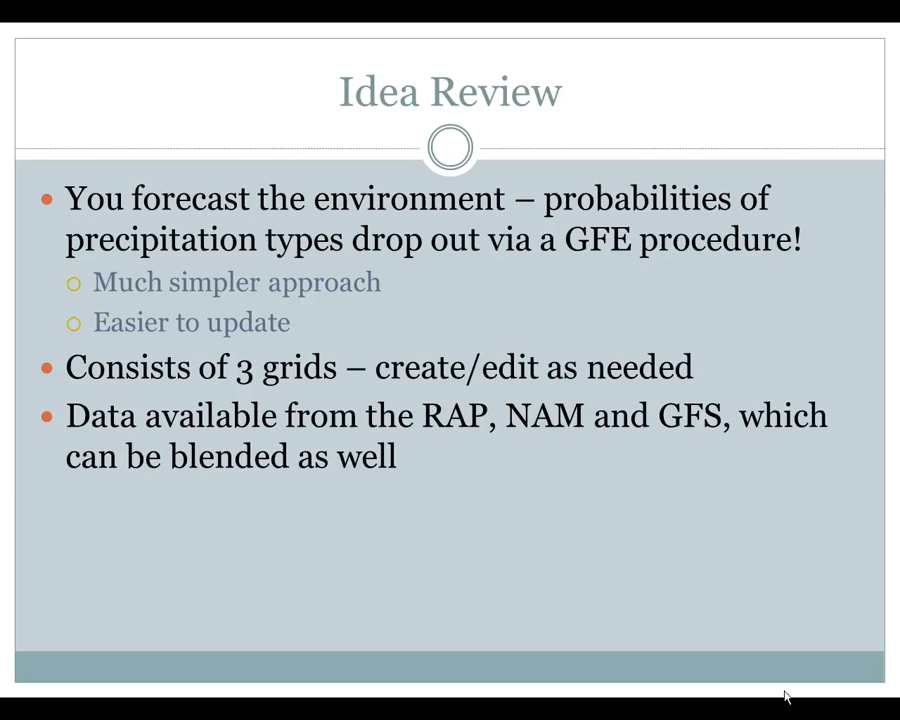 Idea Review
• You forecast the environment – probabilities of
precipitation types drop out via a GFE procedure!
○ Much simpler approach
○ Easier to update
• Consists of 3 grids – create/edit as needed
• Data available from the RAP, NAM and GFS, which
can be blended as well